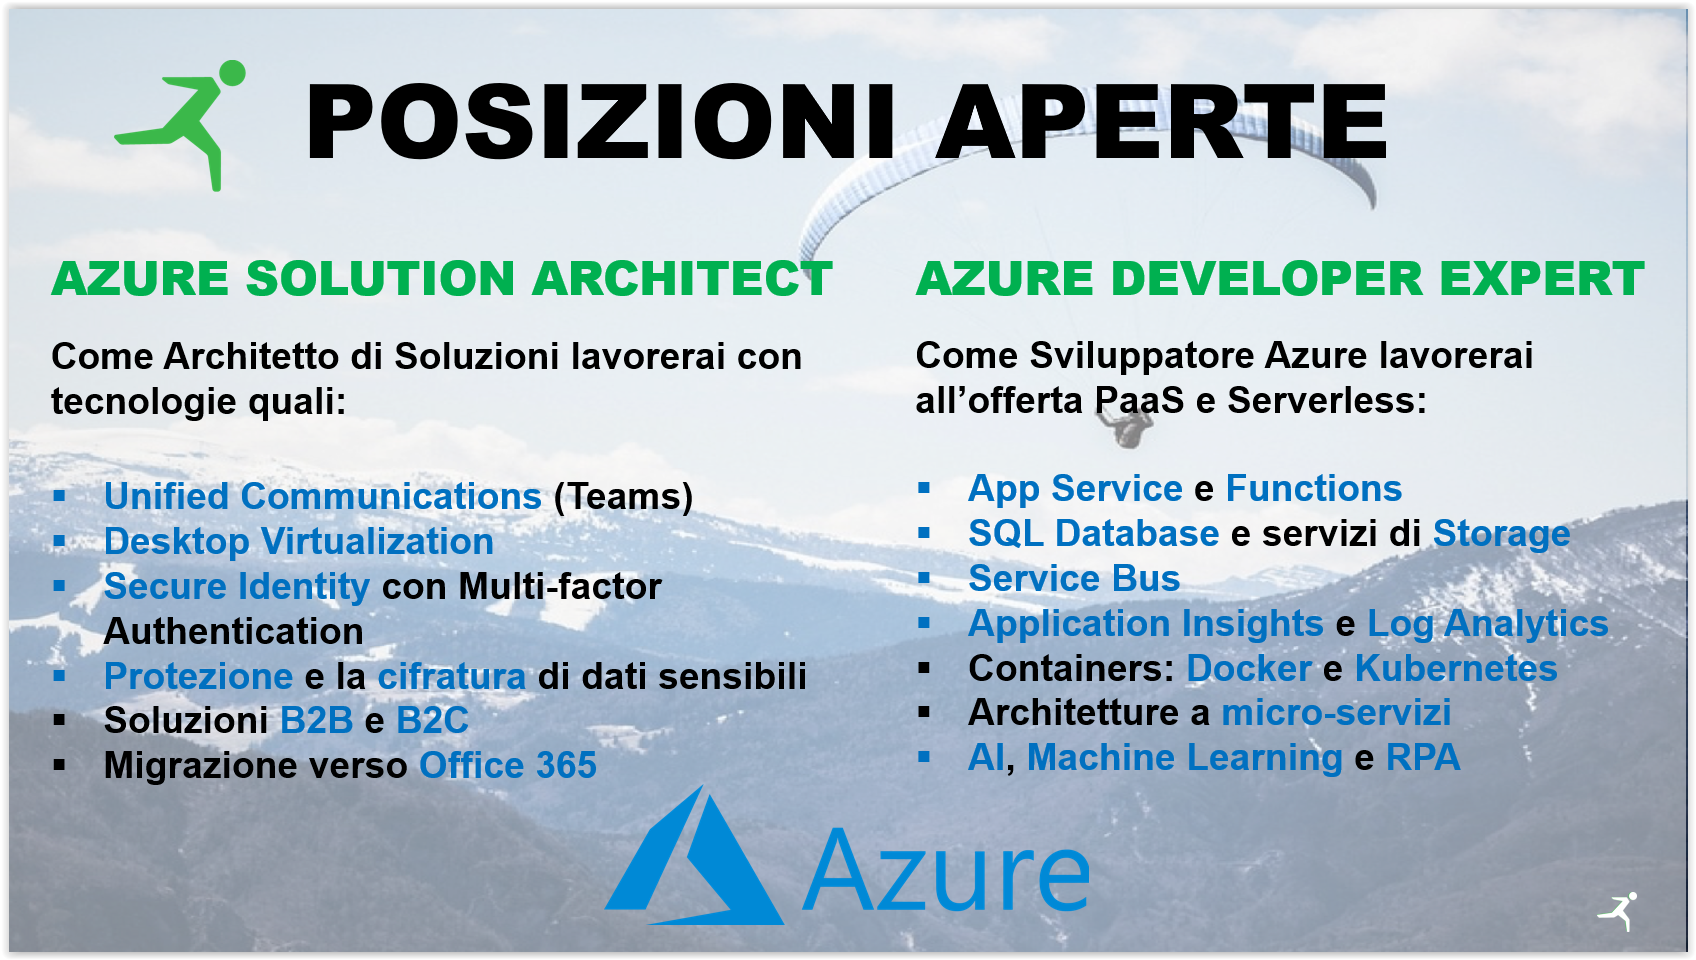 POSIZIONI APERTE
AZURE SOLUTION ARCHITECT
Come Architetto di Soluzioni lavorerai con
tecnologie quali:
▪ Unified Communications (Teams)
▪ Desktop Virtualization
▪ Secure Identity con Multi-factor
Authentication
▪ Protezione e la cifratura di dati sensibili
▪ Soluzioni B2B e B2C
▪ Migrazione verso Office 365
AZURE DEVELOPER EXPERT
Come Sviluppatore Azure lavorerai
all’offerta PaaS e Serverless:
▪ App Service e Functions
▪ SQL Database e servizi di Storage
▪ Service Bus
▪ Application Insights e Log Analytics
▪ Containers: Docker e Kubernetes
▪ Architetture a micro-servizi
▪ AI, Machine Learning e RPA
Azure